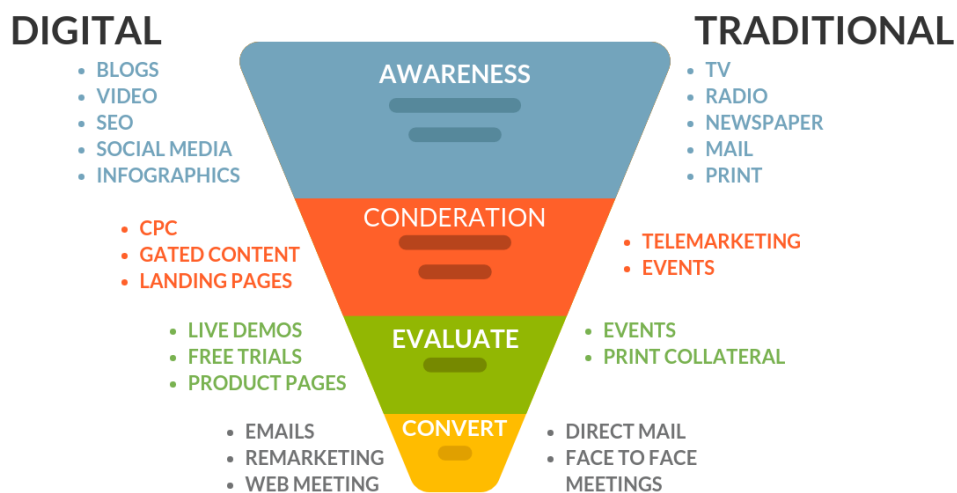 DIGITAL
TRADITIONAL
AWARENESS
• BLOGS
• VIDEO
• SEO
• SOCIAL MEDIA
• INFOGRAPHICS
• TV
• RADIO
• NEWSPAPER
• MAIL
• PRINT
CONDERATION
• CPC
• GATED CONTENT
• LANDING PAGES
• TELEMARKETING
• EVENTS
EVALUATE
• LIVE DEMOS
• FREE TRIALS
• PRODUCT PAGES
• EVENTS
• PRINT COLLATERAL
CONVERT
• EMAILS
• REMARKETING
• WEB MEETING
• DIRECT MAIL
• FACE TO FACE
MEETINGS